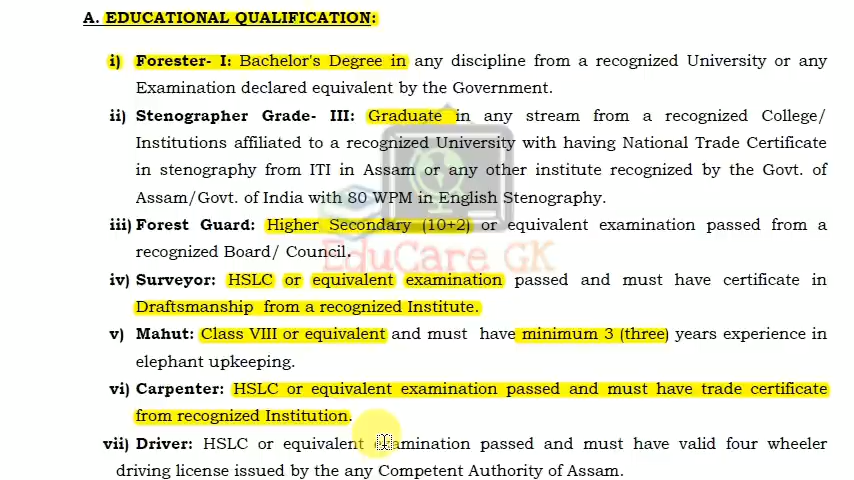 A. EDUCATIONAL QUALIFICATION:
i) Forester- I: Bachelor's Degree in any discipline from a recognized University or any
Examination declared equivalent by the Government.
ii) Stenographer Grade- III: Graduate in any stream from a recognized College/
Institutions affiliated to a recognized University with having National Trade Certificate
in stenography from ITI in Assam or any other institute recognized by the Govt. of
Assam/Govt. of India with 80 WPM in English Stenography.
iii) Forest Guard: Higher Secondary (10+2) or equivalent examination passed from a
recognized Board/ Council.
EduCare GK
iv) Surveyor: HSLC or equivalent examination passed and must have certificate in
Draftsmanship from a recognized Institute.
v) Mahut: Class VIII or equivalent and must have minimum 3 (three) years experience in
elephant upkeeping.
vi) Carpenter: HSLC or equivalent examination passed and must have trade certificate
from recognized Institution.
vii) Driver: HSLC or equivalent examination passed and must have valid four wheeler
driving license issued by the any Competent Authority of Assam.